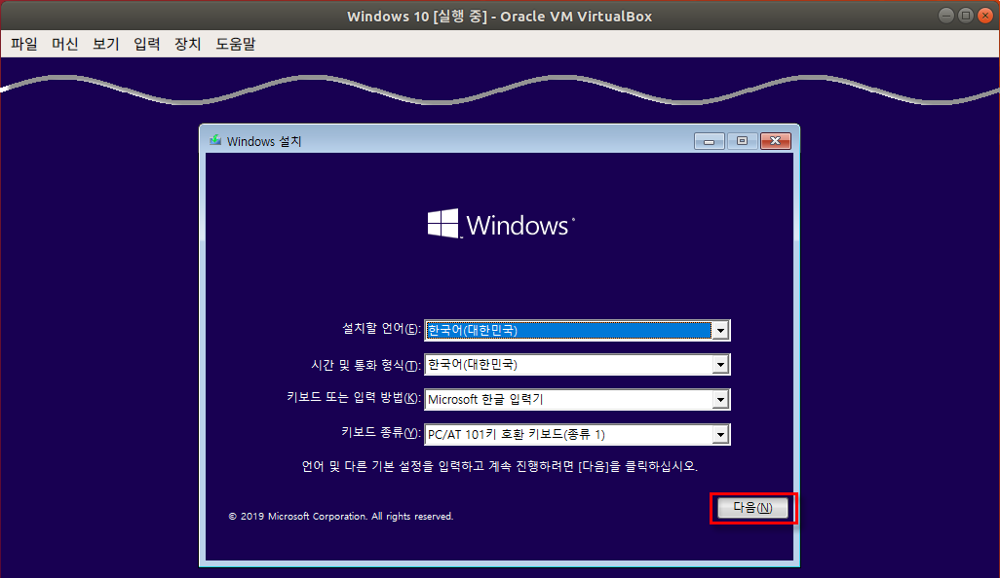 Windows 10 [실행 중] - Oracle VM VirtualBox
파일 머신 보기 입력 장치 도움말
Windows 설치
Windows
설치할 언어(E): 한국어(대한민국)
시간 및 통화 형식(T): 한국어(대한민국)
키보드 또는 입력 방법(K): Microsoft 한글 입력기
키보드 종류(Y): PC/AT 101키 호환 키보드(종류 1)
언어 및 다른 기본 설정을 입력하고 계속 진행하려면 [다음]을 클릭하십시오.
다음(N)
© 2019 Microsoft Corporation. All rights reserved.